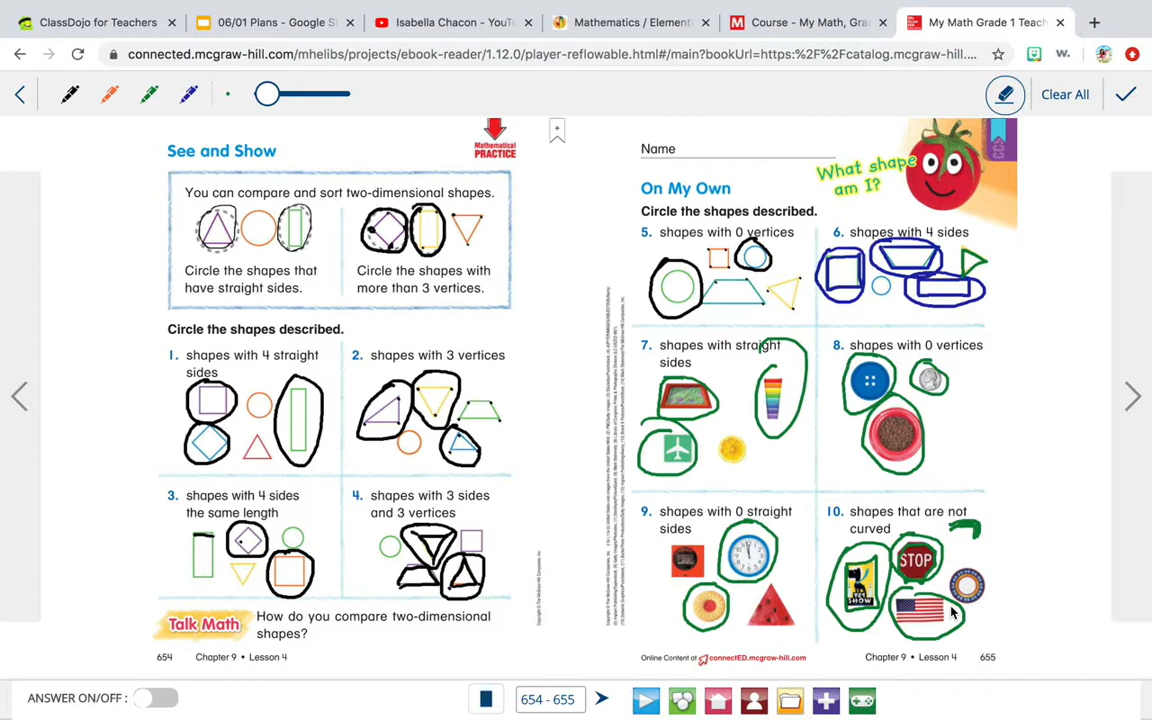 ClassDojo for Teachers
06/01 Plans - Google Sl
Isabella Chacon - YouTu
Mathematics / Element
Course - My Math, Gra
My Math Grade 1 Teach
connected.mcgraw-hill.com/mhelibs/projects/ebook-reader/1.12.0/player-reflowable.html#/main?bookUrl=https:%2F%2Fcatalog.mcgraw-hill....
Clear All
See and Show
Mathematical
PRACTICE
You can compare and sort two-dimensional shapes.
Circle the shapes that
have straight sides.
Circle the shapes with
more than 3 vertices.
Circle the shapes described.
1. shapes with 4 straight
sides
2. shapes with 3 vertices
3. shapes with 4 sides
the same length
4. shapes with 3 sides
and 3 vertices
Talk Math
How do you compare two-dimensional
shapes?
654 Chapter 9 • Lesson 4
Name
What shape
am I?
On My Own
Circle the shapes described.
5. shapes with 0 vertices
6. shapes with 4 sides
7. shapes with straight
sides
8. shapes with 0 vertices
9. shapes with 0 straight
sides
10. shapes that are not
curved
STOP
SHOW
Online Content at connectED.mcgraw-hill.com
Chapter 9 • Lesson 4 655
ANSWER ON/OFF :
654 - 655